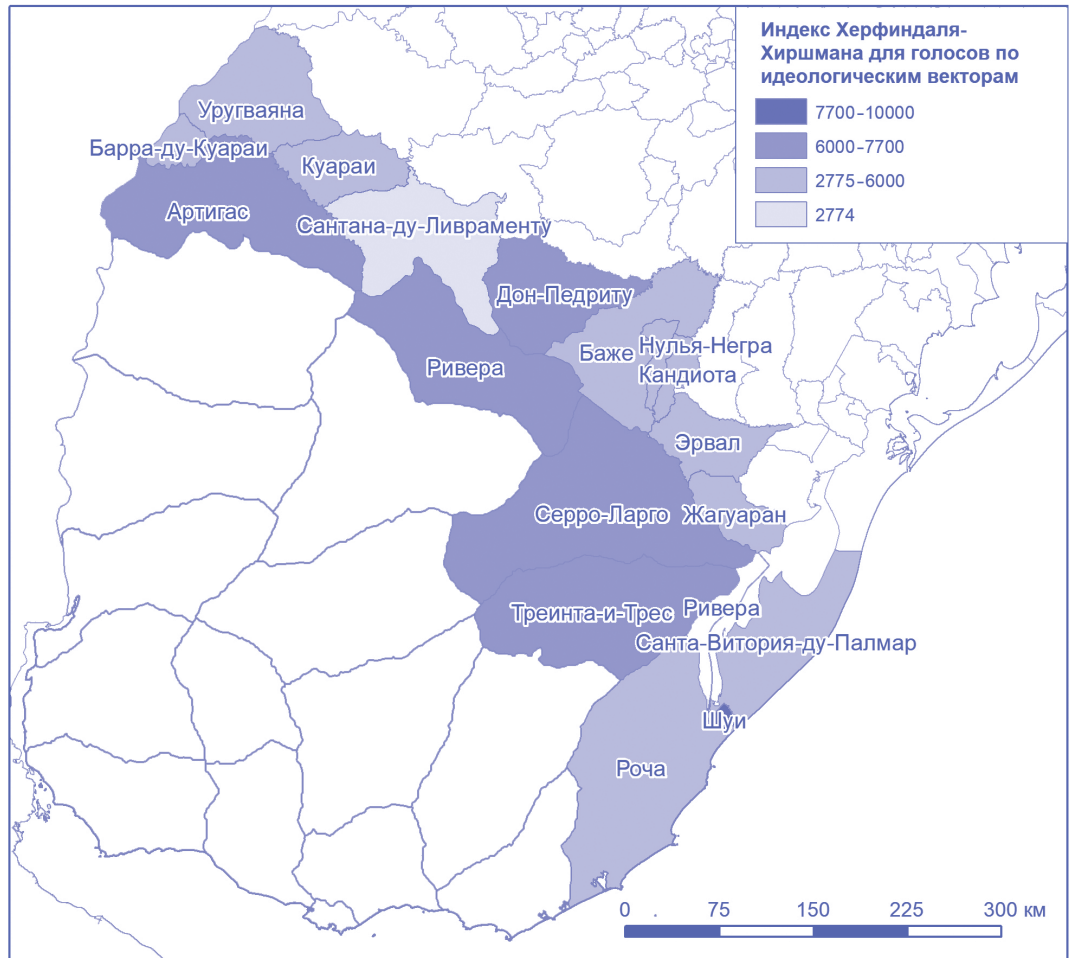 Индекс Херфиндаля-
Хиршмана для голосов по
идеологическим векторам
7700–10000
6000–7700
2775–6000
2774
Уругваяна
Барра-ду-Куараи
Куараи
Артигас
Сантана-ду-Ливраменту
Дон-Педриту
Баже
Нулья-Негра
Кандиота
Ривера
Эрвал
Серро-Ларго
Жагуаран
Треинта-и-Трес
Ривера
Санта-Витория-ду-Палмар
Шуи
Роча
0 75 150 225 300 км